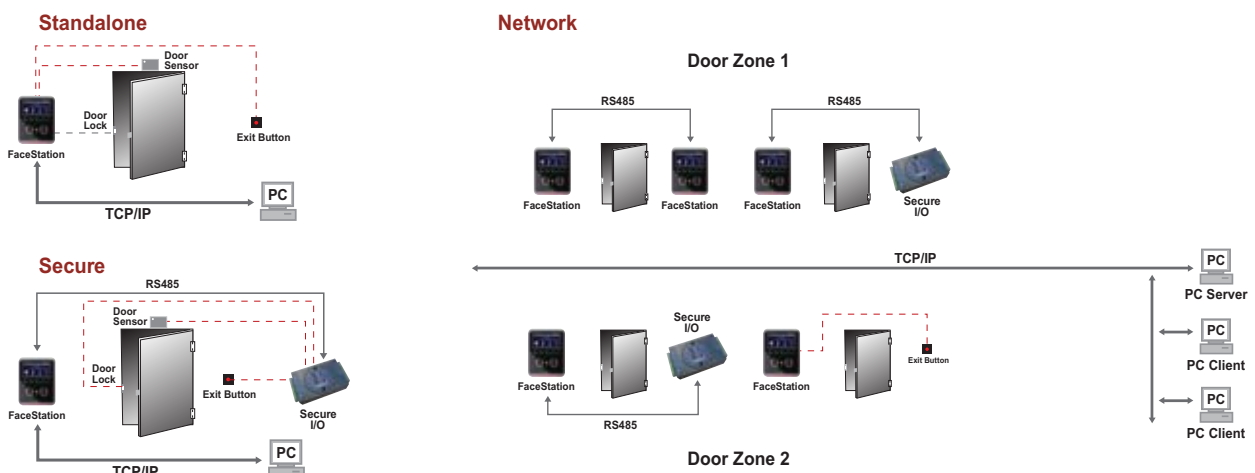 Standalone
Door
Sensor
Door
Lock
Exit Button
FaceStation
PC
TCP/IP
Secure
RS485
Door
Sensor
Door
Lock
Exit Button
FaceStation
Secure
I/O
PC
TCP/IP
Network
Door Zone 1
RS485
RS485
FaceStation
FaceStation
FaceStation
Secure
I/O
TCP/IP
PC
PC Server
Secure
I/O
FaceStation
RS485
FaceStation
Exit Button
PC
PC Client
PC
PC Client
Door Zone 2